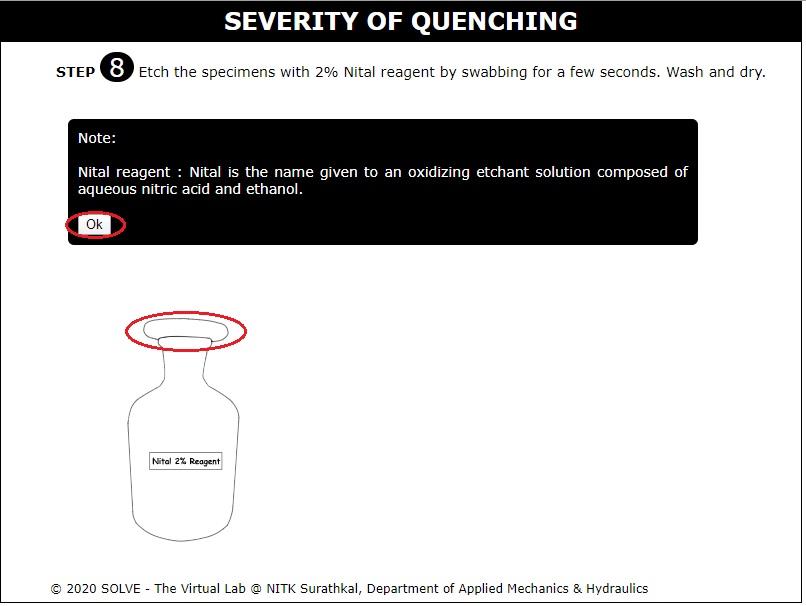 SEVERITY OF QUENCHING
STEP 8 Etch the specimens with 2% Nital reagent by swabbing for a few seconds. Wash and dry.
Note:
Nital reagent : Nital is the name given to an oxidizing etchant solution composed of
aqueous nitric acid and ethanol.
Ok
Nital 2% Reagent
© 2020 SOLVE - The Virtual Lab @ NITK Surathkal, Department of Applied Mechanics & Hydraulics